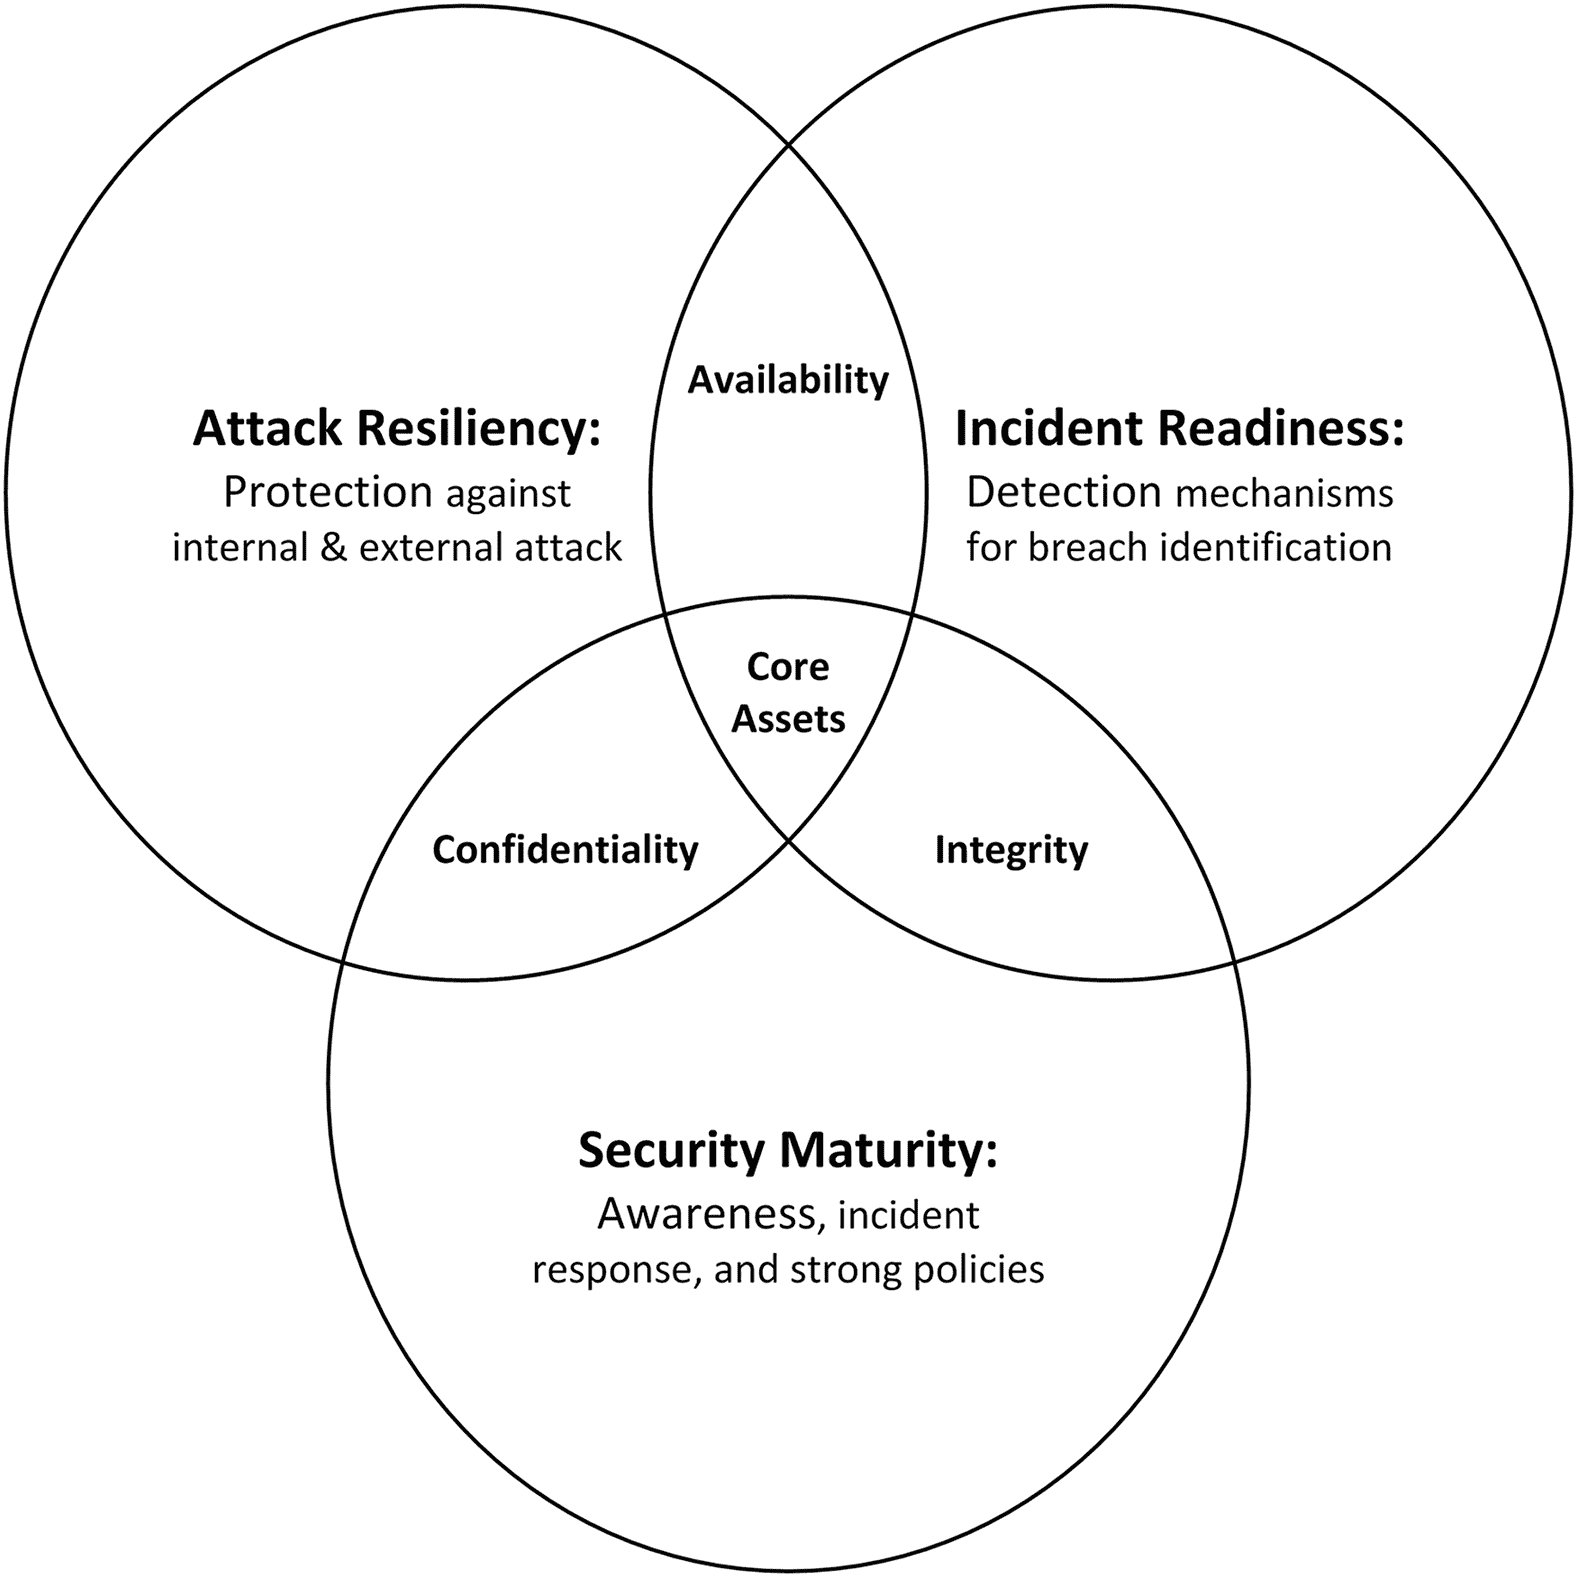 Availability
Attack Resiliency:
Protection against
internal & external attack
Incident Readiness:
Detection mechanisms
for breach identification
Core
Assets
Confidentiality
Integrity
Security Maturity:
Awareness, incident
response, and strong policies